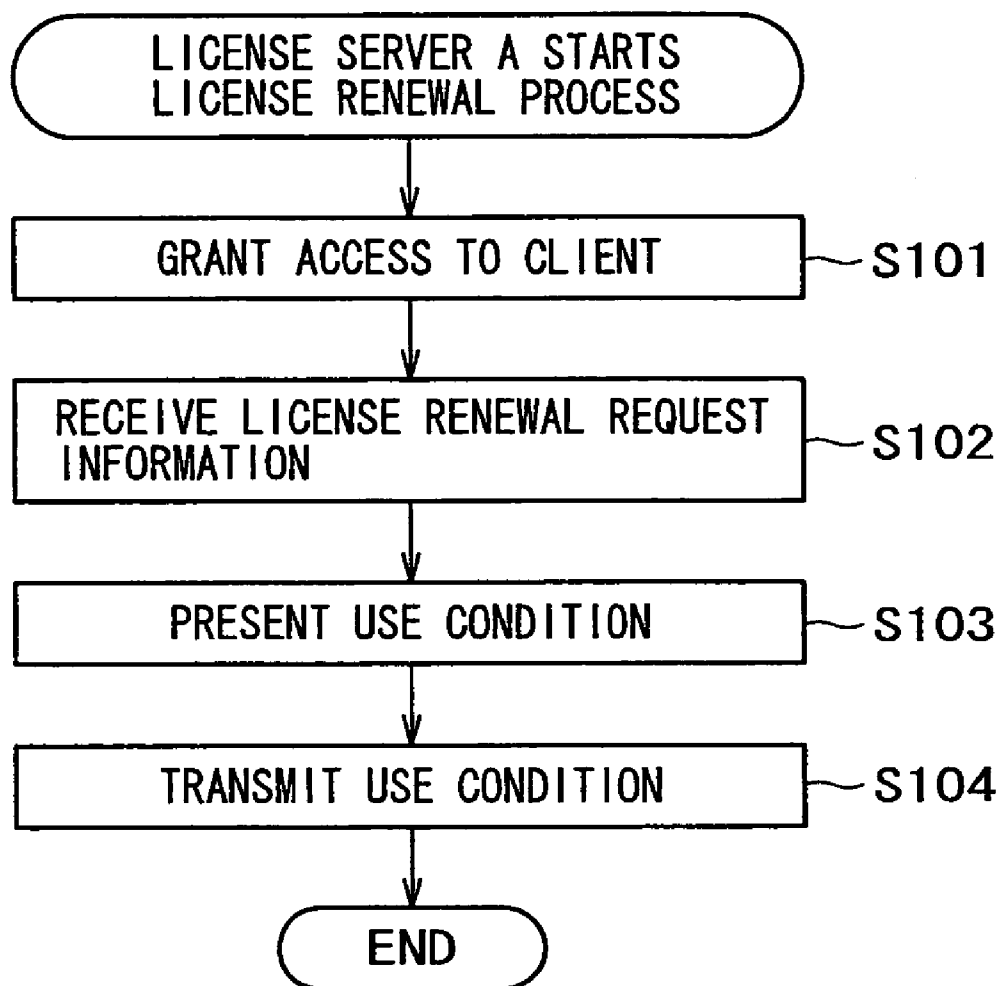 LICENSE SERVER A STARTS
LICENSE RENEWAL PROCESS
GRANT ACCESS TO CLIENT
S101
RECEIVE LICENSE RENEWAL REQUEST
INFORMATION
S102
PRESENT USE CONDITION
S103
TRANSMIT USE CONDITION
S104
END